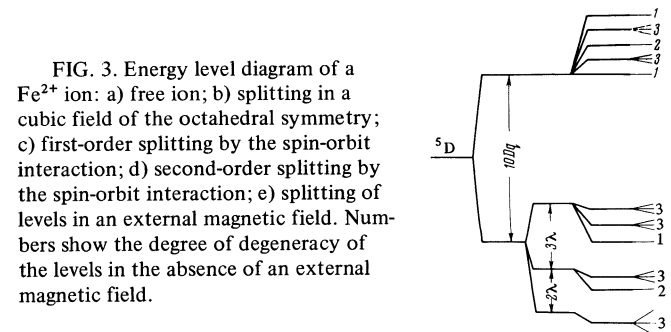 FIG. 3. Energy level diagram of a
Fe²⁺ ion: a) free ion; b) splitting in a
cubic field of the octahedral symmetry;
c) first-order splitting by the spin-orbit
interaction; d) second-order splitting by
the spin-orbit interaction; e) splitting of
levels in an external magnetic field. Num-
bers show the degree of degeneracy of
the levels in the absence of an external
magnetic field.
1
3
2
3
1
⁵D
10Dq
3
3
1
3λ
3
2
2λ
3